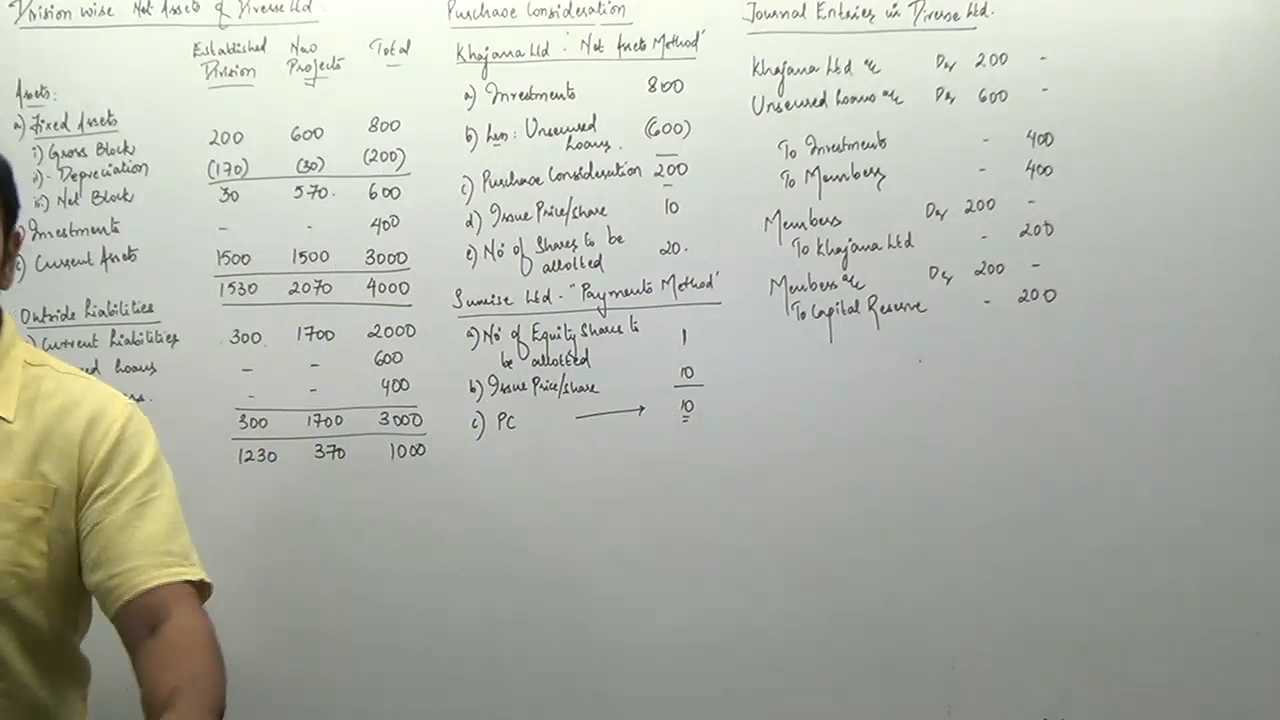 Division wise Net Assets of Diverse Ltd.
Established Division
New Projects
Total
Assets:
a) Fixed Assets
i) Gross Block 200 600 800
ii) Depreciation (170) (30) (200)
iii) Net Block 30 570. 600
Investments - - 400
c) Current Assets 1500 1500 3000
1530 2070 4000
Outside Liabilities
) Current Liabilities 300 1700 2000
Loans - - 600
- - 400
300 1700 3000
1230 370 1000
Purchase Consideration
Khajana Ltd - "Net Assets Method"
a) Investments 800
b) Less: Unsecured Loans. (600)
c) Purchase Consideration 200
d) Issue Price/share 10
e) No of Shares to be allotted 20.
Sunrise Ltd - "Payments Method"
a) No of Equity Shares to be allotted 1
b) Issue Price/share 10
c) PC → 10
Journal Entries in Diverse Ltd.
Khajana Ltd a/c Dr 200 -
Unsecured Loans a/c Dr 600 -
To Investments - 400
To Members - 400
Members Dr 200 -
To Khajana Ltd - 200
Members a/c Dr 200 -
To Capital Reserve - 200